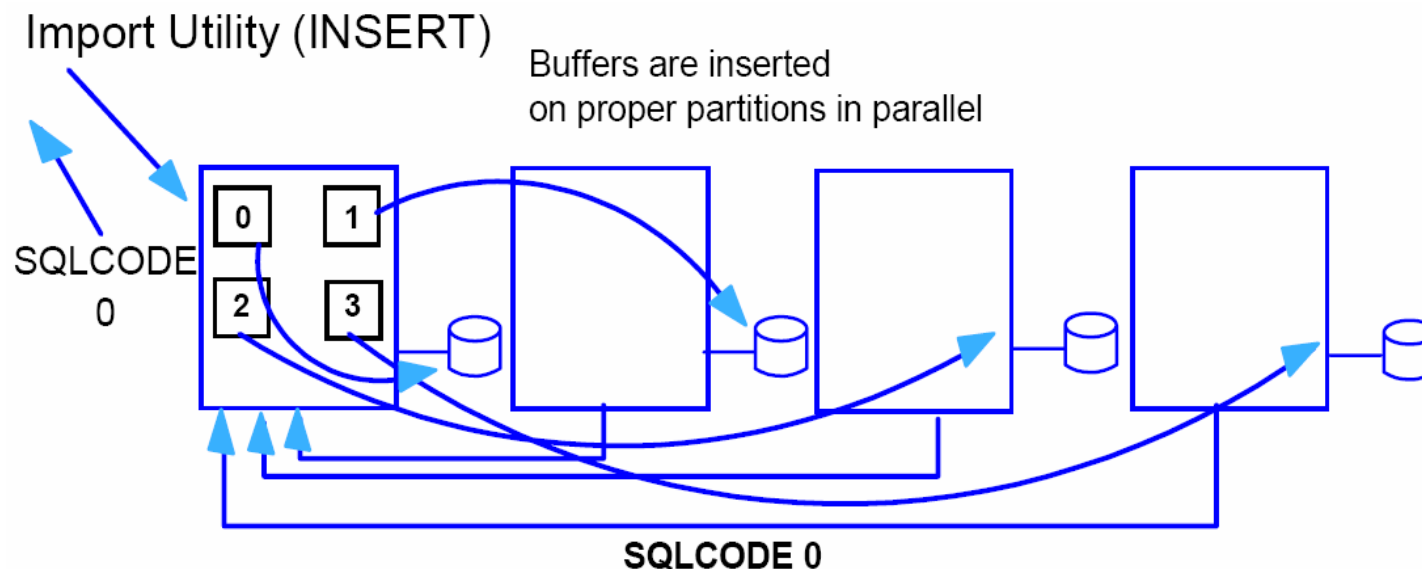 Import Utility (INSERT)
Buffers are inserted
on proper partitions in parallel
SQLCODE
0
0
1
2
3
SQLCODE 0